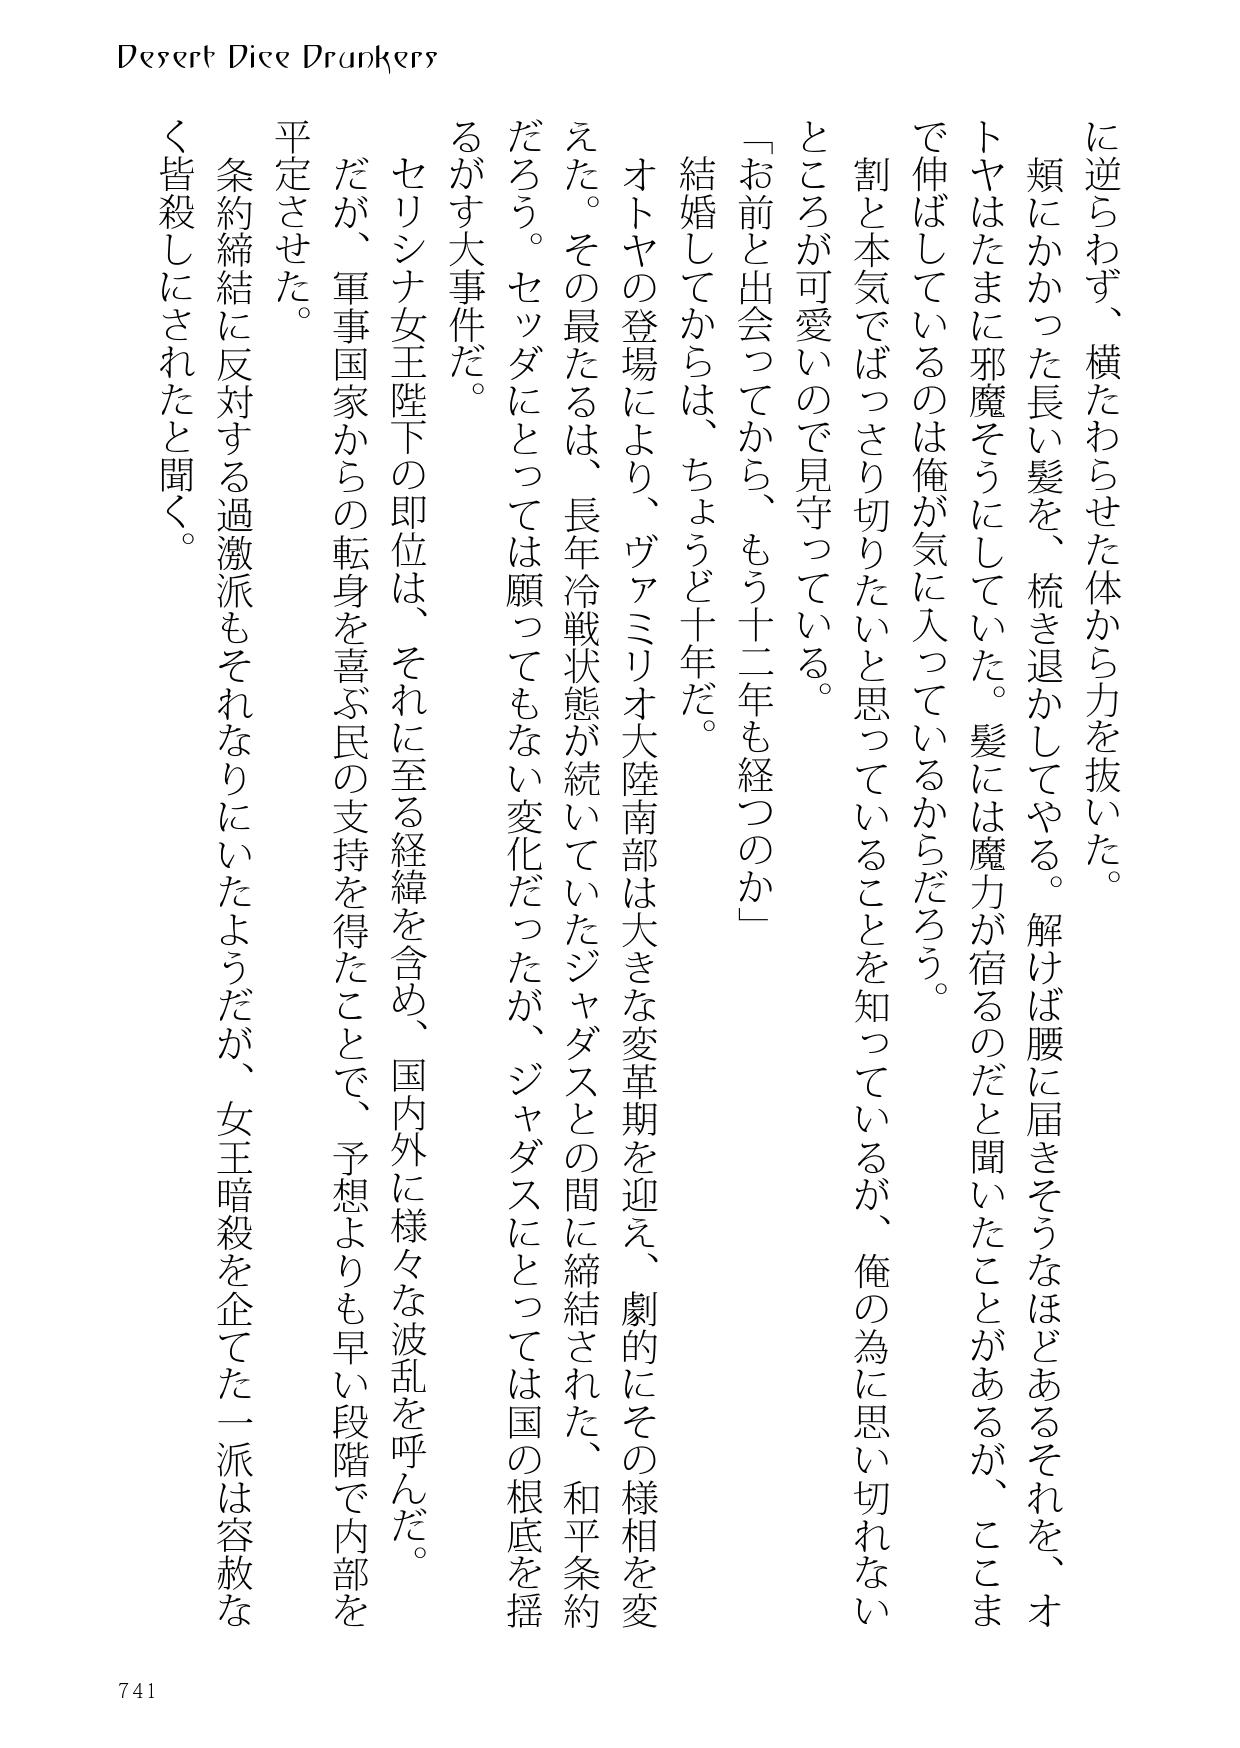 Desert Dice Drunkers
に逆らわず、横たわらせた体から力を抜いた。
　頬にかかった長い髪を、梳き退かしてやる。解けば腰に届きそうなほどあるそれを、オ
トヤはたまに邪魔そうにしていた。髪には魔力が宿るのだと聞いたことがあるが、ここま
で伸ばしているのは俺が気に入っているからだろう。
　割と本気でばっさり切りたいと思っていることを知っているが、俺の為に思い切れない
ところが可愛いので見守っている。
「お前と出会ってから、もう十二年も経つのか」
　結婚してからは、ちょうど十年だ。
　オトヤの登場により、ヴァミリオ大陸南部は大きな変革期を迎え、劇的にその様相を変
えた。その最たるは、長年冷戦状態が続いていたジャダスとの間に締結された、和平条約
だろう。セッダにとっては願ってもない変化だったが、ジャダスにとっては国の根底を揺
るがす大事件だ。
　セリシナ女王陛下の即位は、それに至る経緯を含め、国内外に様々な波乱を呼んだ。
　だが、軍事国家からの転身を喜ぶ民の支持を得たことで、予想よりも早い段階で内部を
平定させた。
　条約締結に反対する過激派もそれなりにいたようだが、女王暗殺を企てた一派は容赦な
く皆殺しにされたと聞く。
741